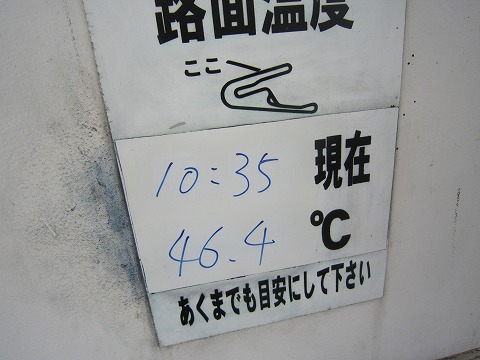 路面温度
ここ
10:35 現在
46.4 ℃
あくまでも目安にして下さい